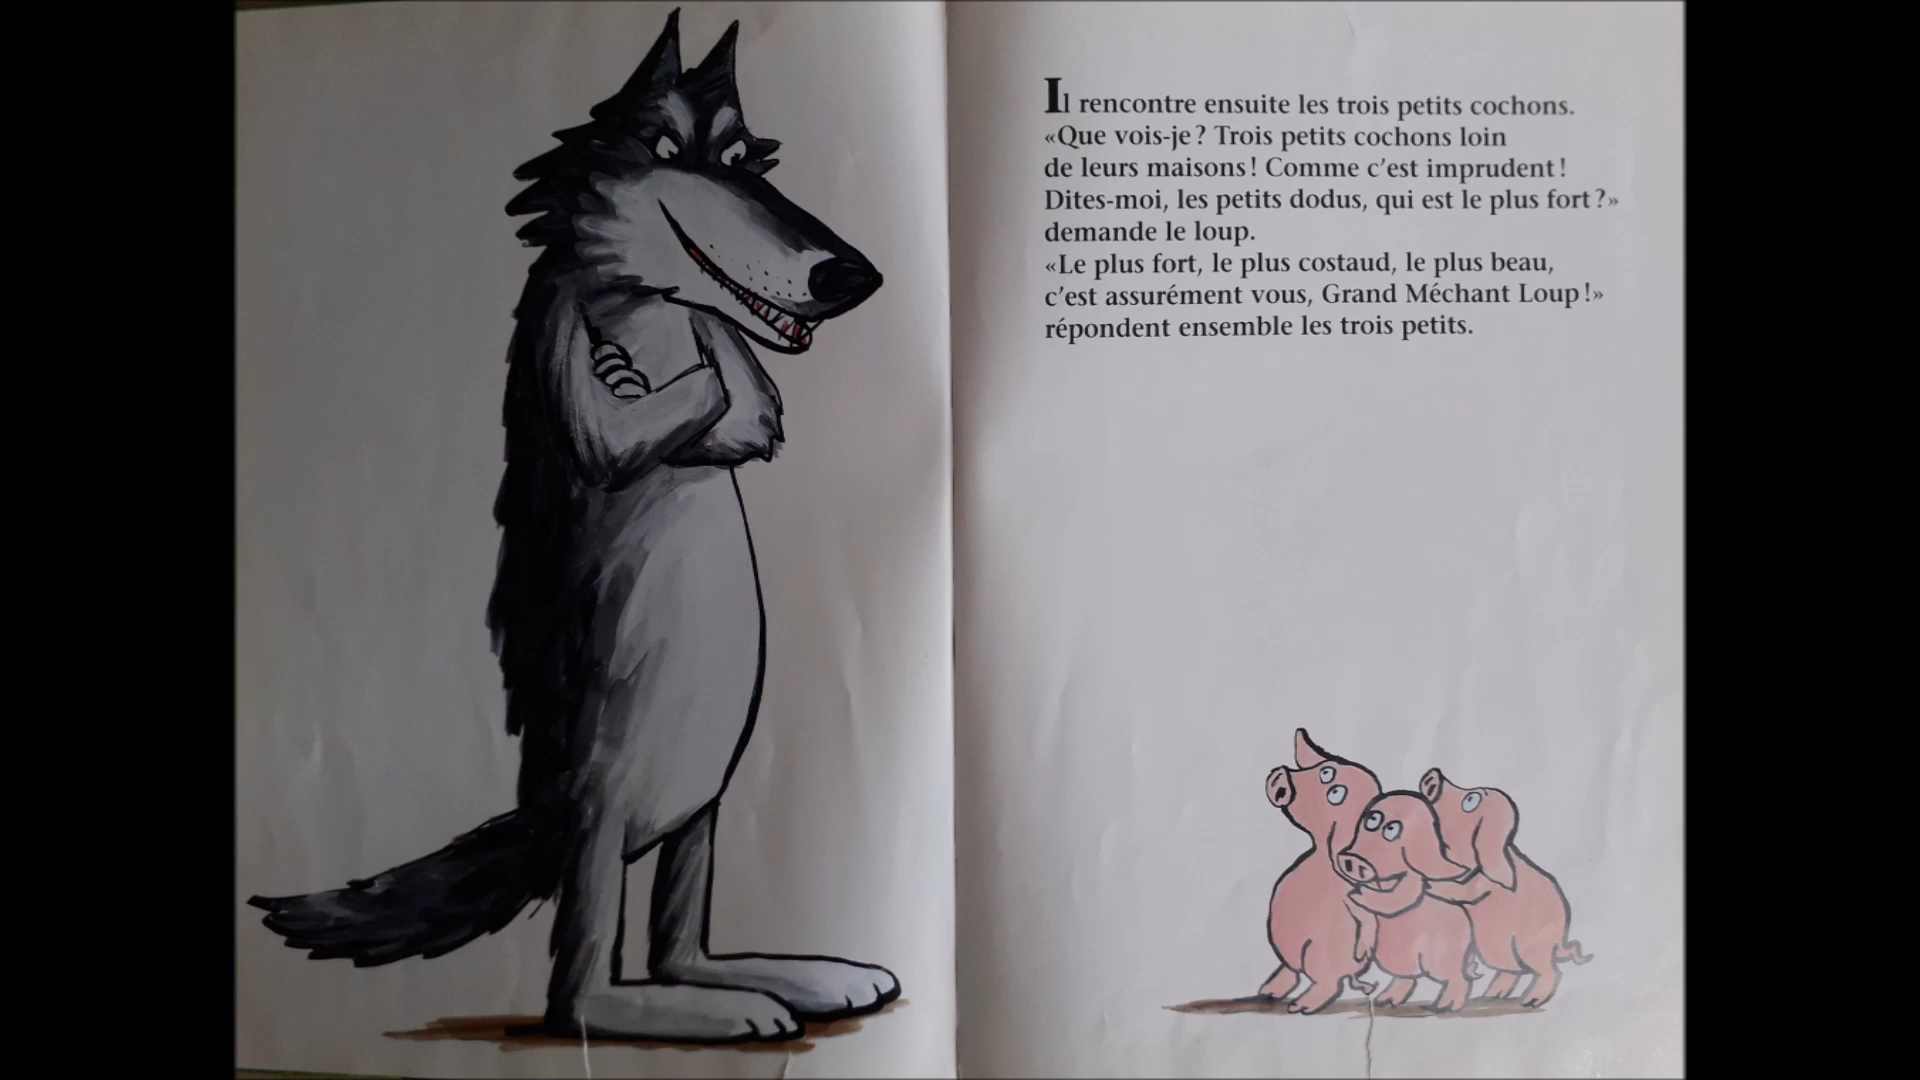 Il rencontre ensuite les trois petits cochons.
«Que vois-je? Trois petits cochons loin
de leurs maisons! Comme c'est imprudent!
Dites-moi, les petits dodus, qui est le plus fort?»
demande le loup.
«Le plus fort, le plus costaud, le plus beau,
c'est assurément vous, Grand Méchant Loup!»
répondent ensemble les trois petits.